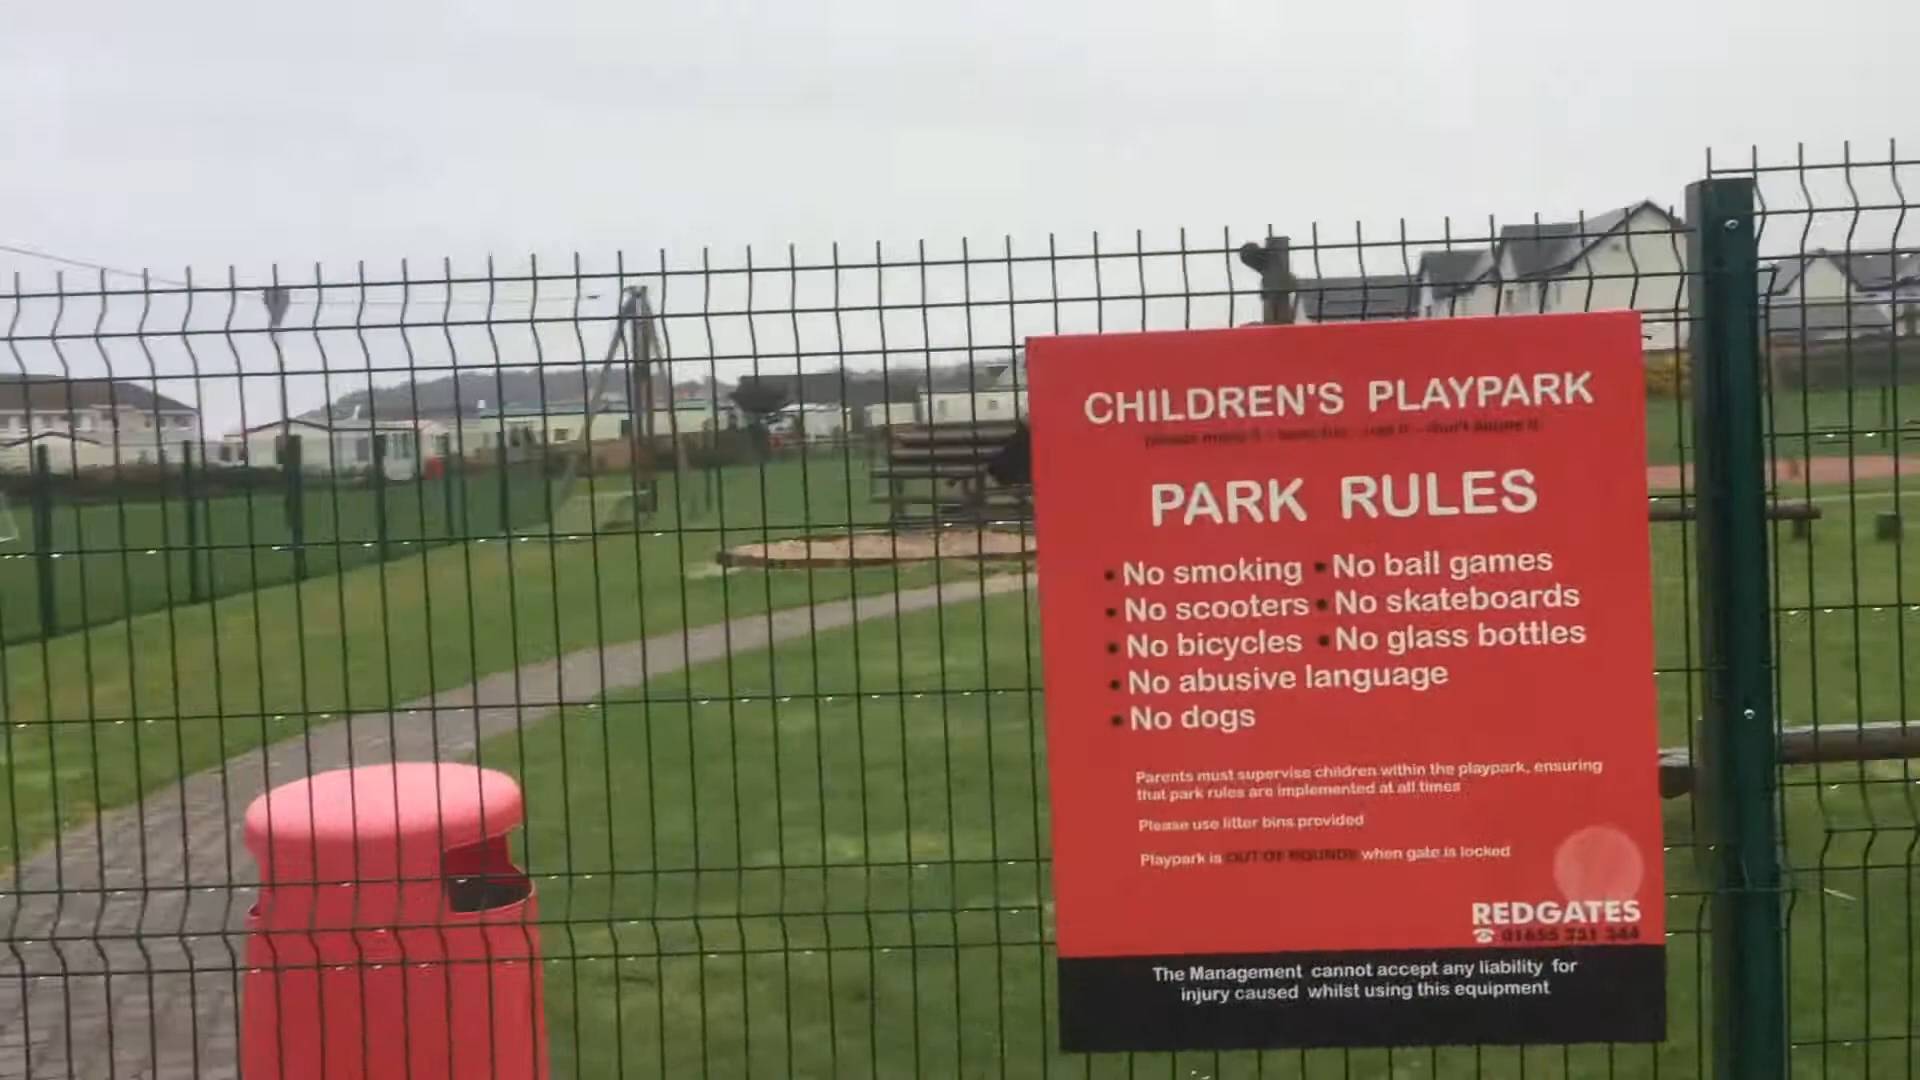 CHILDREN'S PLAYPARK
PARK RULES
• No smoking • No ball games
• No scooters • No skateboards
• No bicycles • No glass bottles
• No abusive language
• No dogs
Parents must supervise children within the playpark, ensuring
that park rules are implemented at all times
Please use litter bins provided
Playpark is OUT OF BOUNDS when gate is locked
REDGATES
The Management cannot accept any liability for
injury caused whilst using this equipment